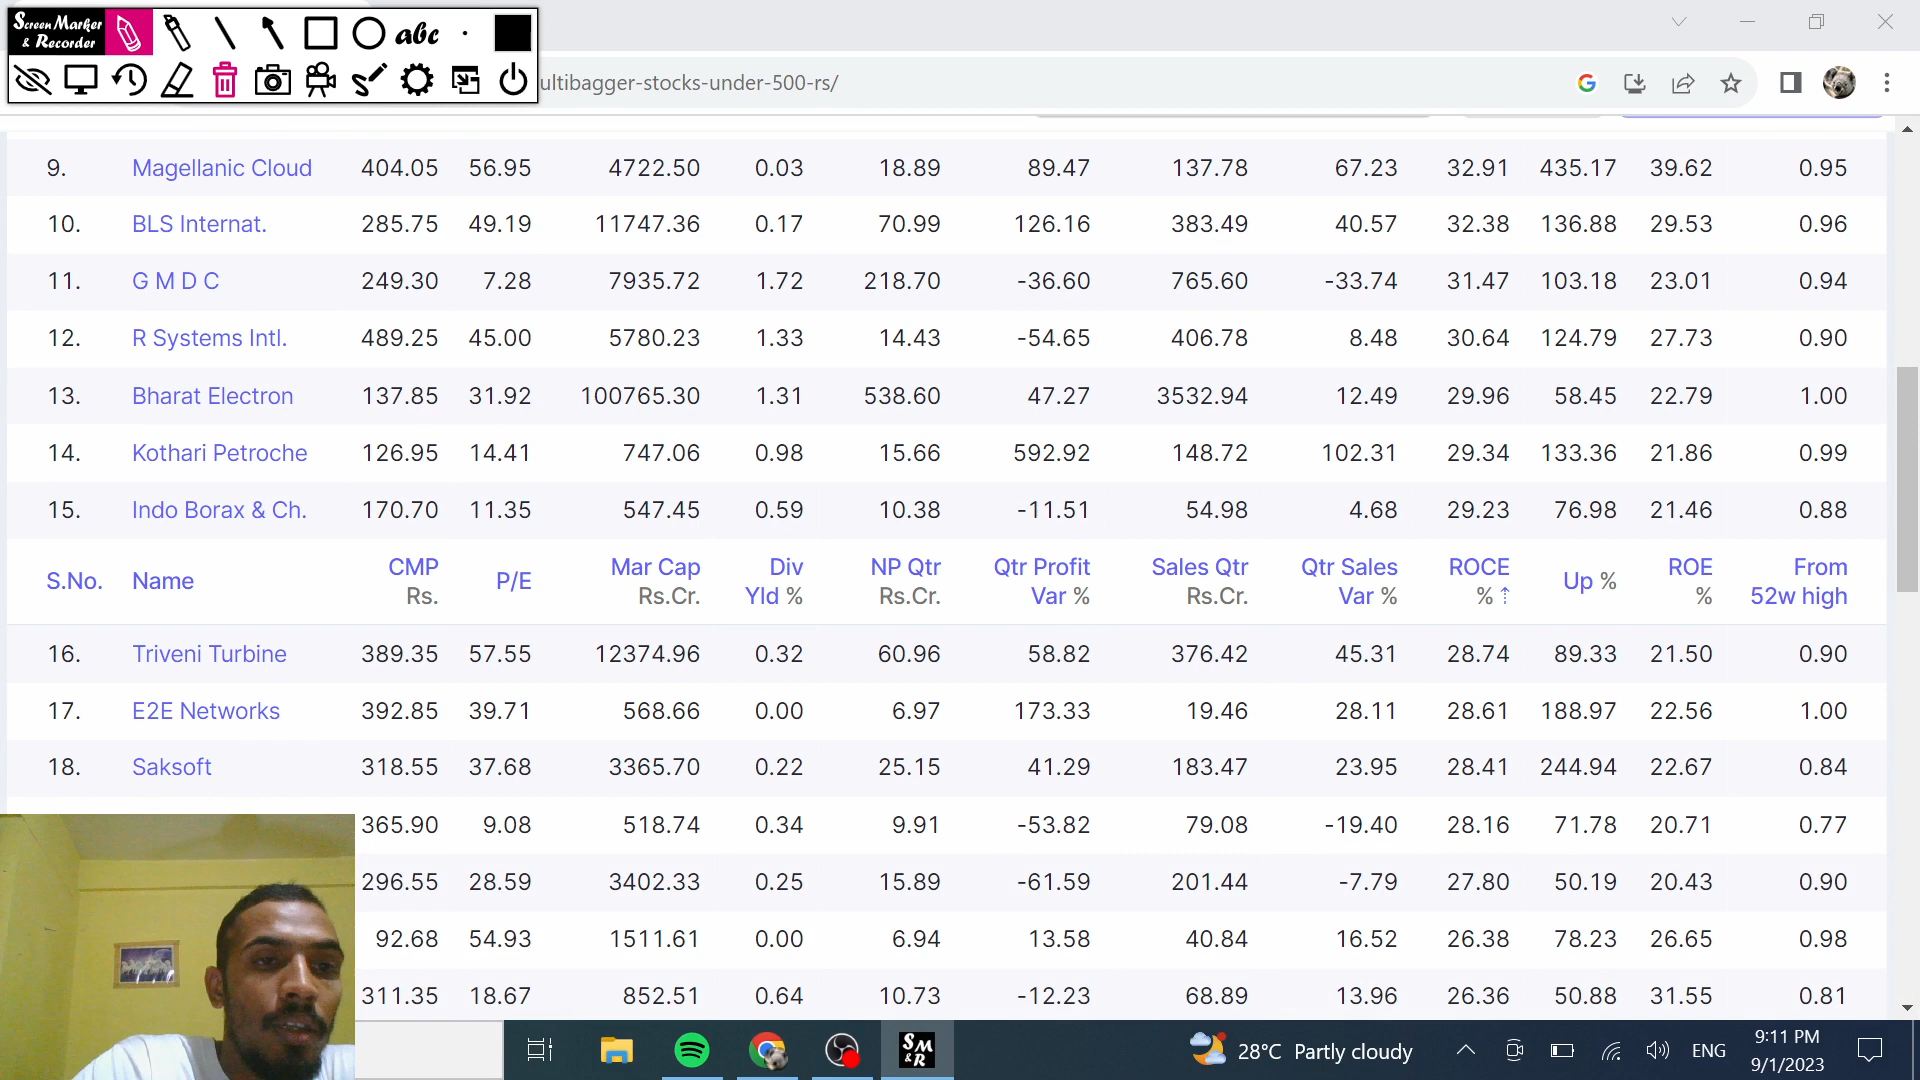 Screen Marker
& Recorder
abc
ultibagger-stocks-under-500-rs/
9. Magellanic Cloud 404.05 56.95 4722.50 0.03 18.89 89.47 137.78 67.23 32.91 435.17 39.62 0.95
10. BLS Internat. 285.75 49.19 11747.36 0.17 70.99 126.16 383.49 40.57 32.38 136.88 29.53 0.96
11. G M D C 249.30 7.28 7935.72 1.72 218.70 -36.60 765.60 -33.74 31.47 103.18 23.01 0.94
12. R Systems Intl. 489.25 45.00 5780.23 1.33 14.43 -54.65 406.78 8.48 30.64 124.79 27.73 0.90
13. Bharat Electron 137.85 31.92 100765.30 1.31 538.60 47.27 3532.94 12.49 29.96 58.45 22.79 1.00
14. Kothari Petroche 126.95 14.41 747.06 0.98 15.66 592.92 148.72 102.31 29.34 133.36 21.86 0.99
15. Indo Borax & Ch. 170.70 11.35 547.45 0.59 10.38 -11.51 54.98 4.68 29.23 76.98 21.46 0.88
S.No. Name CMP P/E Mar Cap Div NP Qtr Qtr Profit Sales Qtr Qtr Sales ROCE Up % ROE From
Rs. Rs.Cr. Yld % Rs.Cr. Var % Rs.Cr. Var % % ⇡ % 52w high
16. Triveni Turbine 389.35 57.55 12374.96 0.32 60.96 58.82 376.42 45.31 28.74 89.33 21.50 0.90
17. E2E Networks 392.85 39.71 568.66 0.00 6.97 173.33 19.46 28.11 28.61 188.97 22.56 1.00
18. Saksoft 318.55 37.68 3365.70 0.22 25.15 41.29 183.47 23.95 28.41 244.94 22.67 0.84
365.90 9.08 518.74 0.34 9.91 -53.82 79.08 -19.40 28.16 71.78 20.71 0.77
296.55 28.59 3402.33 0.25 15.89 -61.59 201.44 -7.79 27.80 50.19 20.43 0.90
92.68 54.93 1511.61 0.00 6.94 13.58 40.84 16.52 26.38 78.23 26.65 0.98
311.35 18.67 852.51 0.64 10.73 -12.23 68.89 13.96 26.36 50.88 31.55 0.81
SM
&R
28°C Partly cloudy
ENG
9:11 PM
9/1/2023